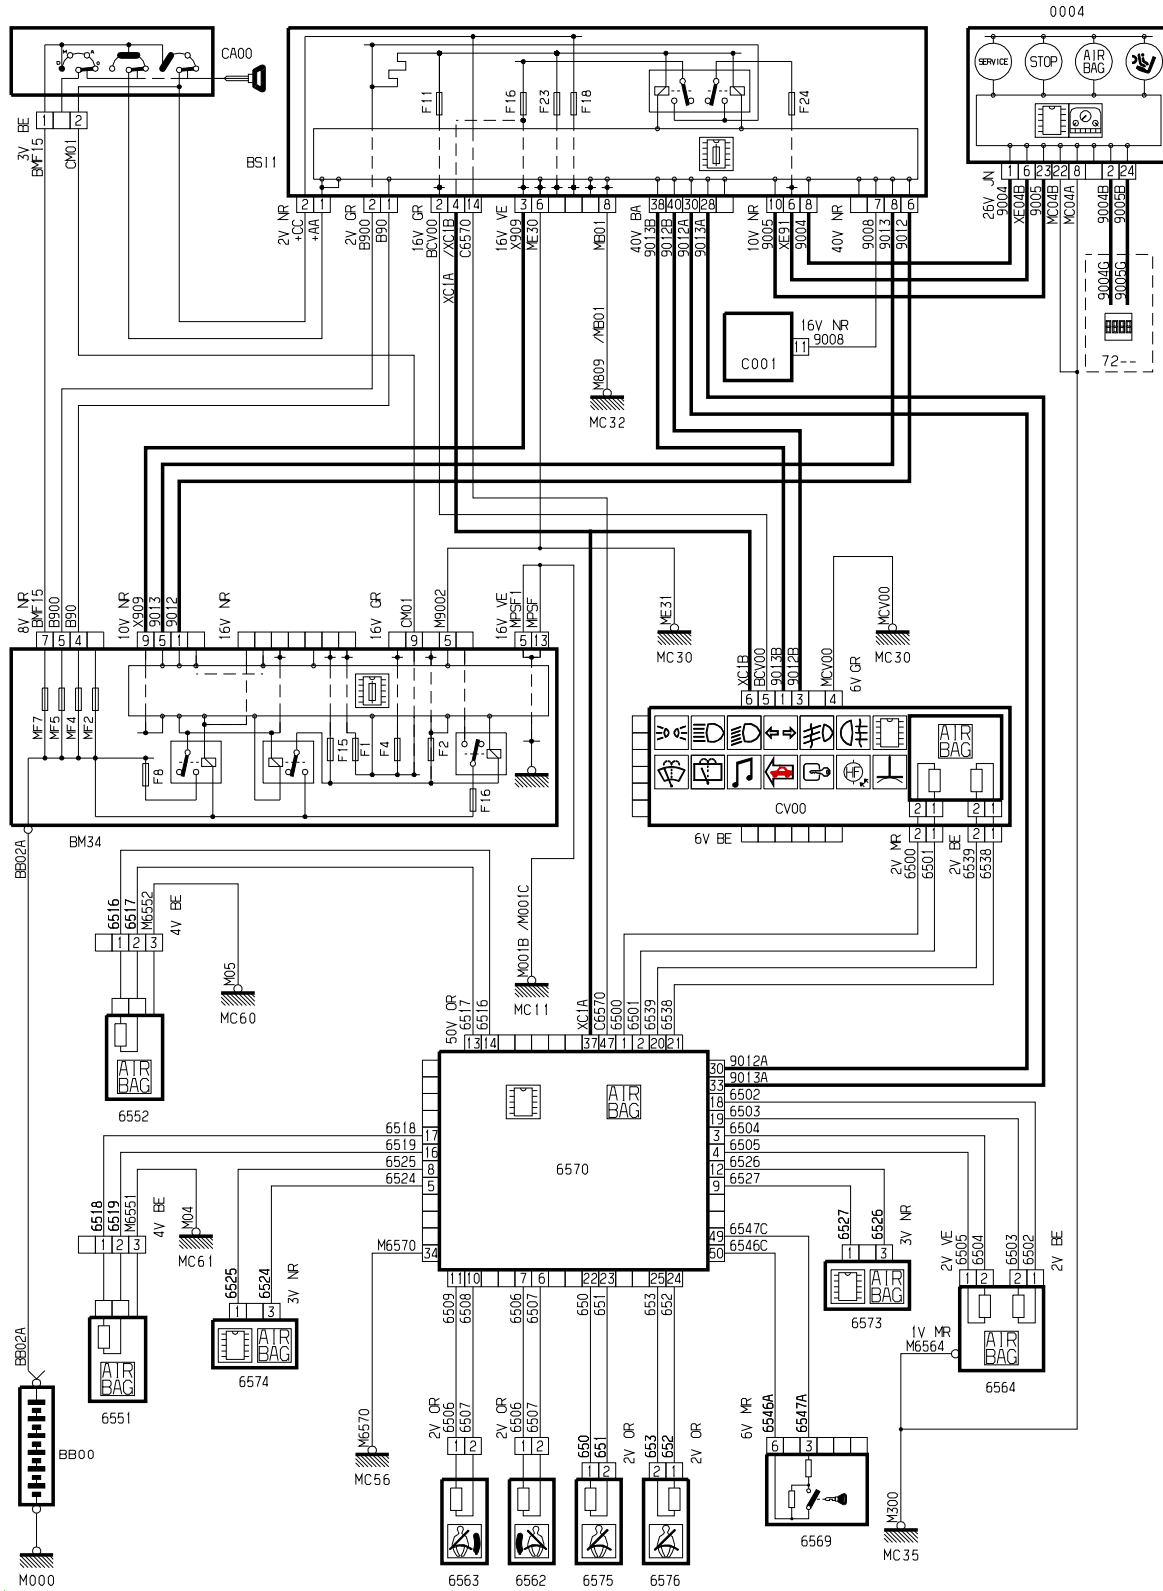 0004
CA00
SERVICE
STOP
AIR BAG
F11
F16
F23
F18
F24
BSI1
3V BE
1 2
BMF15
CM01
2V NR
2 1
+CC
+AA
2V GR
2 1
B900
B90
16V GR
2 4 14
BCV00
XC1A /XC1B
C6570
16V VE
3 6 8
X909
ME30
MB01
40V BA
38 40 30 28
9013B
9012B
9012A
9013A
10V NR
10 6 8
9005
XE91
9004
40V NR
7 8 6
9008
9013
9012
26V JN
1 6 23 22 8 2 24
9004
XE04B
9005
MC04B
MC04A
9004B
9005B
9004G
9005G
72--
16V NR
9008
11
C001
M809 /MB01
MC32
8V NR
BMF15
B900
B90
7 5 4
10V NR
X909
9013
9012
9 5 1
16V NR
16V GR
CM01
M9002
9 5
16V VE
MPSF1
MPSF
5 13
ME31
MC30
MCV00
MC30
XC1B
BCV00
9013B
9012B
MCV00
6V GR
6 5 1 3 4
MF7
MF5
MF4
MF2
F8
F15
F1
F4
F2
F16
BM34
AIR BAG
HF
CV00
2 1 2 1
6V BE
2V MR
2 1
6500
6501
2V BE
2 1
6539
6538
BB02A
6516
6517
M6552
4V BE
1 2 3
M05
MC60
AIR BAG
6552
M001B /M001C
MC11
50V OR
6517
6516
XC1A
C6570
6500
6501
6539
6538
13 14 37 47 1 2 20 21
6570
AIR BAG
30 9012A
33 9013A
18 6502
19 6503
3 6504
4 6505
12 6526
9 6527
49 6547C
50 6546C
6518 17
6519 16
6525 8
6524 5
M6570 34
11 10 7 6 22 23 25 24
6509
6508
6506
6507
650
651
653
652
6518
6519
M6551
4V BE
1 2 3
M04
MC61
AIR BAG
6551
6525
6524
3V NR
1 3
AIR BAG
6574
6527
6526
3V NR
1 3
AIR BAG
6573
2V VE
6505
6504
6503
6502
2V BE
1 2 2 1
1V MR
M6564
AIR BAG
6564
BB02A
BB00
M000
M6570
MC56
2V OR
6506
6507
1 2
6563
2V OR
6506
6507
1 2
6562
650
651
2V OR
1 2
6575
653
652
2V OR
2 1
6576
6V MR
6546A
6547A
6 3
6569
M300
MC35